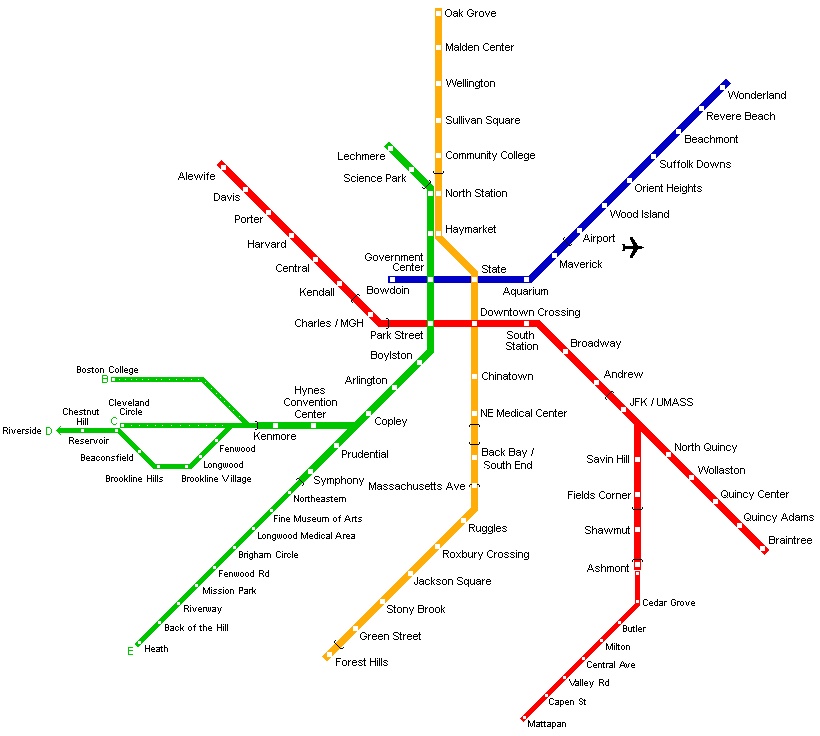 Oak Grove
Malden Center
Wellington
Wonderland
Revere Beach
Sullivan Square
Beachmont
Lechmere
Community College
Suffolk Downs
Alewife
Science Park
Orient Heights
Davis
North Station
Porter
Wood Island
Haymarket
Harvard
Airport
Government
Center
State
Maverick
Central
Kendall
Bowdoin
Aquarium
Downtown Crossing
Charles / MGH
Park Street
South
Station
Broadway
Boylston
Boston College
B
Arlington
Chinatown
Andrew
Hynes
Convention
Center
Cleveland
Circle
C
JFK / UMASS
Chestnut
Hill
NE Medical Center
Copley
Riverside D
Reservoir
Kenmore
Fenwood
North Quincy
Beaconsfield
Longwood
Prudential
Back Bay /
South End
Savin Hill
Wollaston
Brookline Hills
Brookline Village
Symphony
Massachusetts Ave
Northeastern
Fields Corner
Quincy Center
Fine Museum of Arts
Quincy Adams
Ruggles
Longwood Medical Area
Shawmut
Braintree
Brigham Circle
Roxbury Crossing
Fenwood Rd
Ashmont
Jackson Square
Mission Park
Riverway
Stony Brook
Cedar Grove
Back of the Hill
Green Street
Butler
E
Heath
Milton
Forest Hills
Central Ave
Valley Rd
Capen St
Mattapan